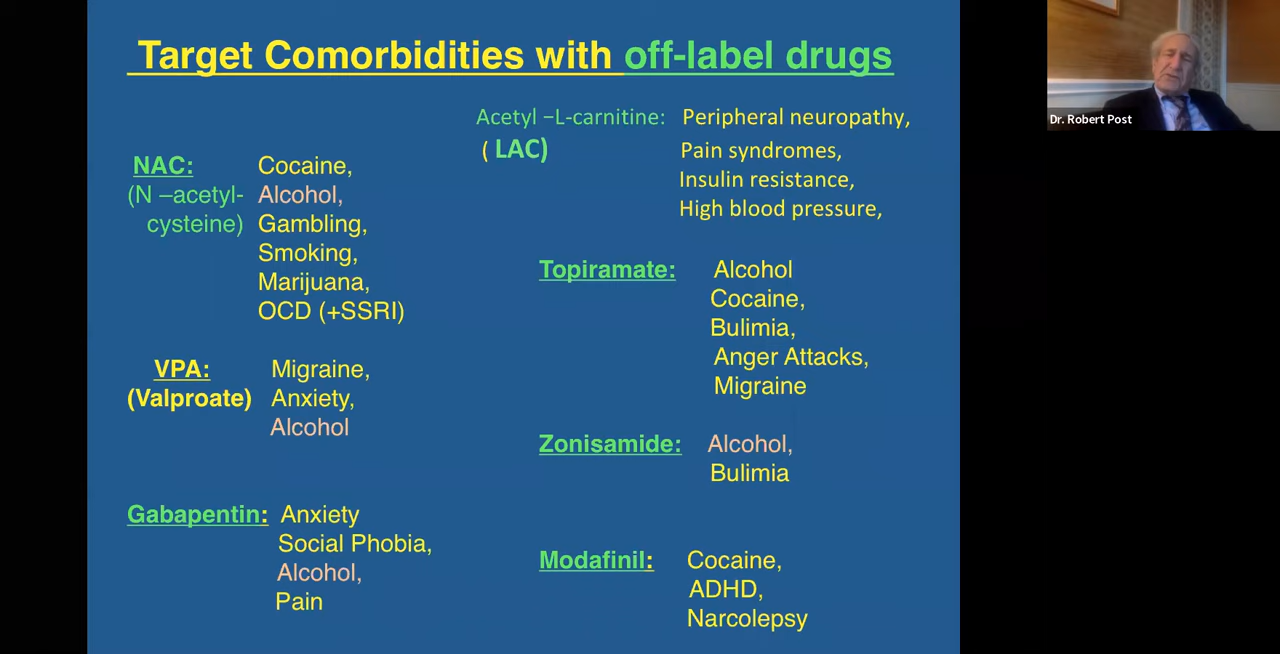 Target Comorbidities with off-label drugs
NAC: Cocaine,
(N –acetyl- Alcohol,
cysteine) Gambling,
Smoking,
Marijuana,
OCD (+SSRI)
VPA: Migraine,
(Valproate) Anxiety,
Alcohol
Gabapentin: Anxiety
Social Phobia,
Alcohol,
Pain
Acetyl –L-carnitine: Peripheral neuropathy,
( LAC) Pain syndromes,
Insulin resistance,
High blood pressure,
Topiramate: Alcohol
Cocaine,
Bulimia,
Anger Attacks,
Migraine
Zonisamide: Alcohol,
Bulimia
Modafinil: Cocaine,
ADHD,
Narcolepsy
Dr. Robert Post